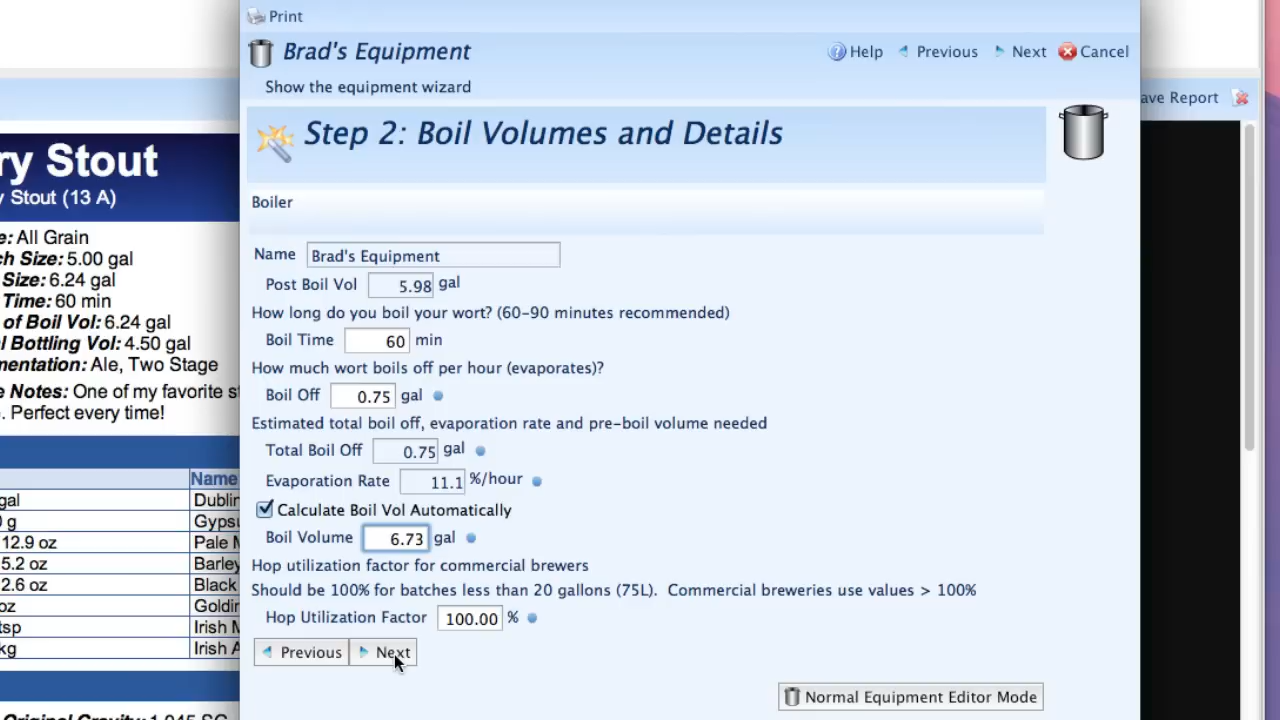 Print
Brad's Equipment
Help Previous Next Cancel
Show the equipment wizard
ave Report
Step 2: Boil Volumes and Details
ry Stout
y Stout (13 A)
Boiler
e: All Grain
ch Size: 5.00 gal
Size: 6.24 gal
Time: 60 min
of Boil Vol: 6.24 gal
l Bottling Vol: 4.50 gal
mentation: Ale, Two Stage
e Notes: One of my favorite s
. Perfect every time!
Name Brad's Equipment
Post Boil Vol 5.98 gal
How long do you boil your wort? (60-90 minutes recommended)
Boil Time 60 min
How much wort boils off per hour (evaporates)?
Boil Off 0.75 gal
Estimated total boil off, evaporation rate and pre-boil volume needed
Total Boil Off 0.75 gal
Evaporation Rate 11.1 %/hour
Calculate Boil Vol Automatically
Boil Volume 6.73 gal
Hop utilization factor for commercial brewers
Should be 100% for batches less than 20 gallons (75L). Commercial breweries use values > 100%
Hop Utilization Factor 100.00 %
Previous Next
Normal Equipment Editor Mode
Name
gal Dublin
0 g Gyps
12.9 oz Pale M
5.2 oz Barley
2.6 oz Black
oz Goldin
tsp Irish M
kg Irish A
Original Gravity: 1.045 SG